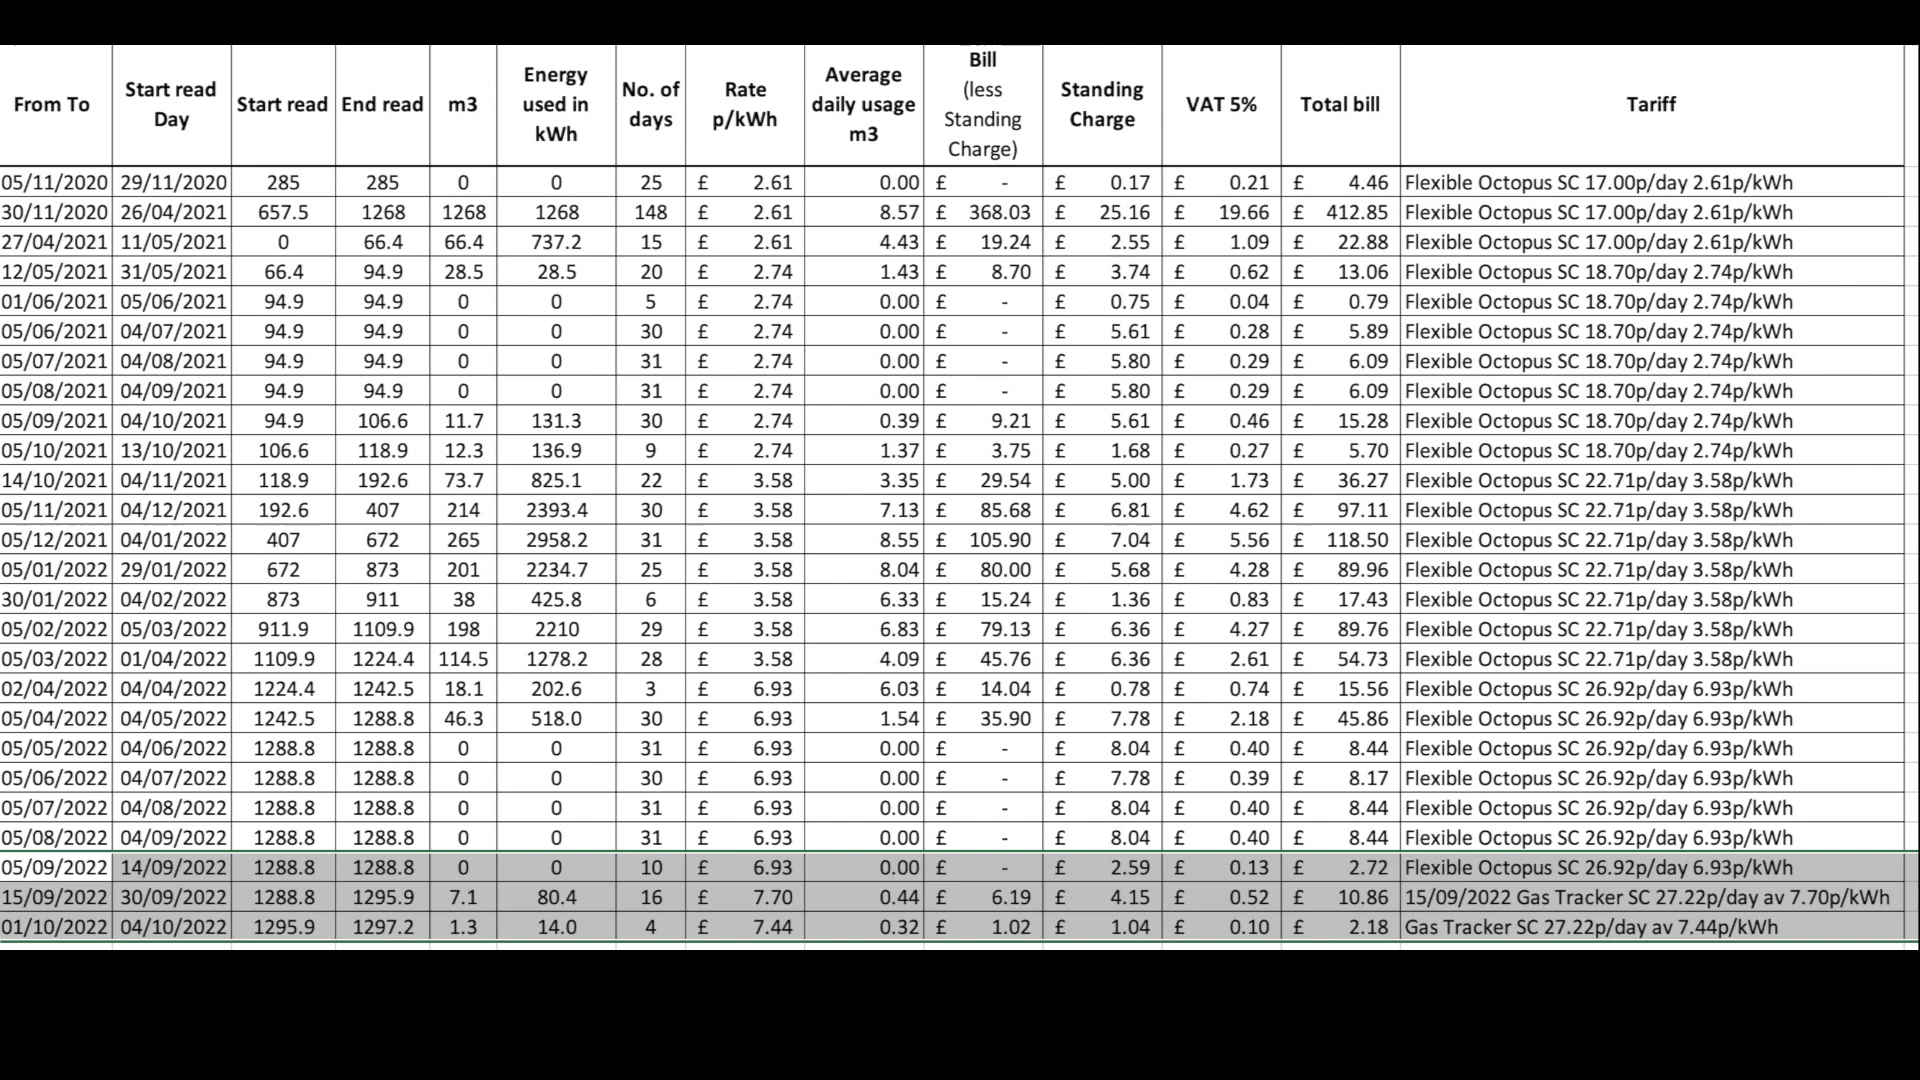 From To | Start read Day | Start read | End read | m3 | Energy used in kWh | No. of days | Rate p/kWh | Average daily usage m3 | Bill (less Standing Charge) | Standing Charge | VAT 5% | Total bill | Tariff
05/11/2020 29/11/2020 285 285 0 0 25 £ 2.61 0.00 £ - £ 0.17 £ 0.21 £ 4.46 Flexible Octopus SC 17.00p/day 2.61p/kWh
30/11/2020 26/04/2021 657.5 1268 1268 1268 148 £ 2.61 8.57 £ 368.03 £ 25.16 £ 19.66 £ 412.85 Flexible Octopus SC 17.00p/day 2.61p/kWh
27/04/2021 11/05/2021 0 66.4 66.4 737.2 15 £ 2.61 4.43 £ 19.24 £ 2.55 £ 1.09 £ 22.88 Flexible Octopus SC 17.00p/day 2.61p/kWh
12/05/2021 31/05/2021 66.4 94.9 28.5 28.5 20 £ 2.74 1.43 £ 8.70 £ 3.74 £ 0.62 £ 13.06 Flexible Octopus SC 18.70p/day 2.74p/kWh
01/06/2021 05/06/2021 94.9 94.9 0 0 5 £ 2.74 0.00 £ - £ 0.75 £ 0.04 £ 0.79 Flexible Octopus SC 18.70p/day 2.74p/kWh
05/06/2021 04/07/2021 94.9 94.9 0 0 30 £ 2.74 0.00 £ - £ 5.61 £ 0.28 £ 5.89 Flexible Octopus SC 18.70p/day 2.74p/kWh
05/07/2021 04/08/2021 94.9 94.9 0 0 31 £ 2.74 0.00 £ - £ 5.80 £ 0.29 £ 6.09 Flexible Octopus SC 18.70p/day 2.74p/kWh
05/08/2021 04/09/2021 94.9 94.9 0 0 31 £ 2.74 0.00 £ - £ 5.80 £ 0.29 £ 6.09 Flexible Octopus SC 18.70p/day 2.74p/kWh
05/09/2021 04/10/2021 94.9 106.6 11.7 131.3 30 £ 2.74 0.39 £ 9.21 £ 5.61 £ 0.46 £ 15.28 Flexible Octopus SC 18.70p/day 2.74p/kWh
05/10/2021 13/10/2021 106.6 118.9 12.3 136.9 9 £ 2.74 1.37 £ 3.75 £ 1.68 £ 0.27 £ 5.70 Flexible Octopus SC 18.70p/day 2.74p/kWh
14/10/2021 04/11/2021 118.9 192.6 73.7 825.1 22 £ 3.58 3.35 £ 29.54 £ 5.00 £ 1.73 £ 36.27 Flexible Octopus SC 22.71p/day 3.58p/kWh
05/11/2021 04/12/2021 192.6 407 214 2393.4 30 £ 3.58 7.13 £ 85.68 £ 6.81 £ 4.62 £ 97.11 Flexible Octopus SC 22.71p/day 3.58p/kWh
05/12/2021 04/01/2022 407 672 265 2958.2 31 £ 3.58 8.55 £ 105.90 £ 7.04 £ 5.56 £ 118.50 Flexible Octopus SC 22.71p/day 3.58p/kWh
05/01/2022 29/01/2022 672 873 201 2234.7 25 £ 3.58 8.04 £ 80.00 £ 5.68 £ 4.28 £ 89.96 Flexible Octopus SC 22.71p/day 3.58p/kWh
30/01/2022 04/02/2022 873 911 38 425.8 6 £ 3.58 6.33 £ 15.24 £ 1.36 £ 0.83 £ 17.43 Flexible Octopus SC 22.71p/day 3.58p/kWh
05/02/2022 05/03/2022 911.9 1109.9 198 2210 29 £ 3.58 6.83 £ 79.13 £ 6.36 £ 4.27 £ 89.76 Flexible Octopus SC 22.71p/day 3.58p/kWh
05/03/2022 01/04/2022 1109.9 1224.4 114.5 1278.2 28 £ 3.58 4.09 £ 45.76 £ 6.36 £ 2.61 £ 54.73 Flexible Octopus SC 22.71p/day 3.58p/kWh
02/04/2022 04/04/2022 1224.4 1242.5 18.1 202.6 3 £ 6.93 6.03 £ 14.04 £ 0.78 £ 0.74 £ 15.56 Flexible Octopus SC 26.92p/day 6.93p/kWh
05/04/2022 04/05/2022 1242.5 1288.8 46.3 518.0 30 £ 6.93 1.54 £ 35.90 £ 7.78 £ 2.18 £ 45.86 Flexible Octopus SC 26.92p/day 6.93p/kWh
05/05/2022 04/06/2022 1288.8 1288.8 0 0 31 £ 6.93 0.00 £ - £ 8.04 £ 0.40 £ 8.44 Flexible Octopus SC 26.92p/day 6.93p/kWh
05/06/2022 04/07/2022 1288.8 1288.8 0 0 30 £ 6.93 0.00 £ - £ 7.78 £ 0.39 £ 8.17 Flexible Octopus SC 26.92p/day 6.93p/kWh
05/07/2022 04/08/2022 1288.8 1288.8 0 0 31 £ 6.93 0.00 £ - £ 8.04 £ 0.40 £ 8.44 Flexible Octopus SC 26.92p/day 6.93p/kWh
05/08/2022 04/09/2022 1288.8 1288.8 0 0 31 £ 6.93 0.00 £ - £ 8.04 £ 0.40 £ 8.44 Flexible Octopus SC 26.92p/day 6.93p/kWh
05/09/2022 14/09/2022 1288.8 1288.8 0 0 10 £ 6.93 0.00 £ - £ 2.59 £ 0.13 £ 2.72 Flexible Octopus SC 26.92p/day 6.93p/kWh
15/09/2022 30/09/2022 1288.8 1295.9 7.1 80.4 16 £ 7.70 0.44 £ 6.19 £ 4.15 £ 0.52 £ 10.86 15/09/2022 Gas Tracker SC 27.22p/day av 7.70p/kWh
01/10/2022 04/10/2022 1295.9 1297.2 1.3 14.0 4 £ 7.44 0.32 £ 1.02 £ 1.04 £ 0.10 £ 2.18 Gas Tracker SC 27.22p/day av 7.44p/kWh